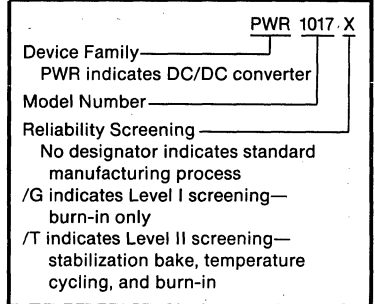 PWR 1017 X
Device Family
PWR indicates DC/DC converter
Model Number
Reliability Screening
No designator indicates standard
manufacturing process
/G indicates Level I screening—
burn-in only
/T indicates Level II screening—
stabilization bake, temperature
cycling, and burn-in